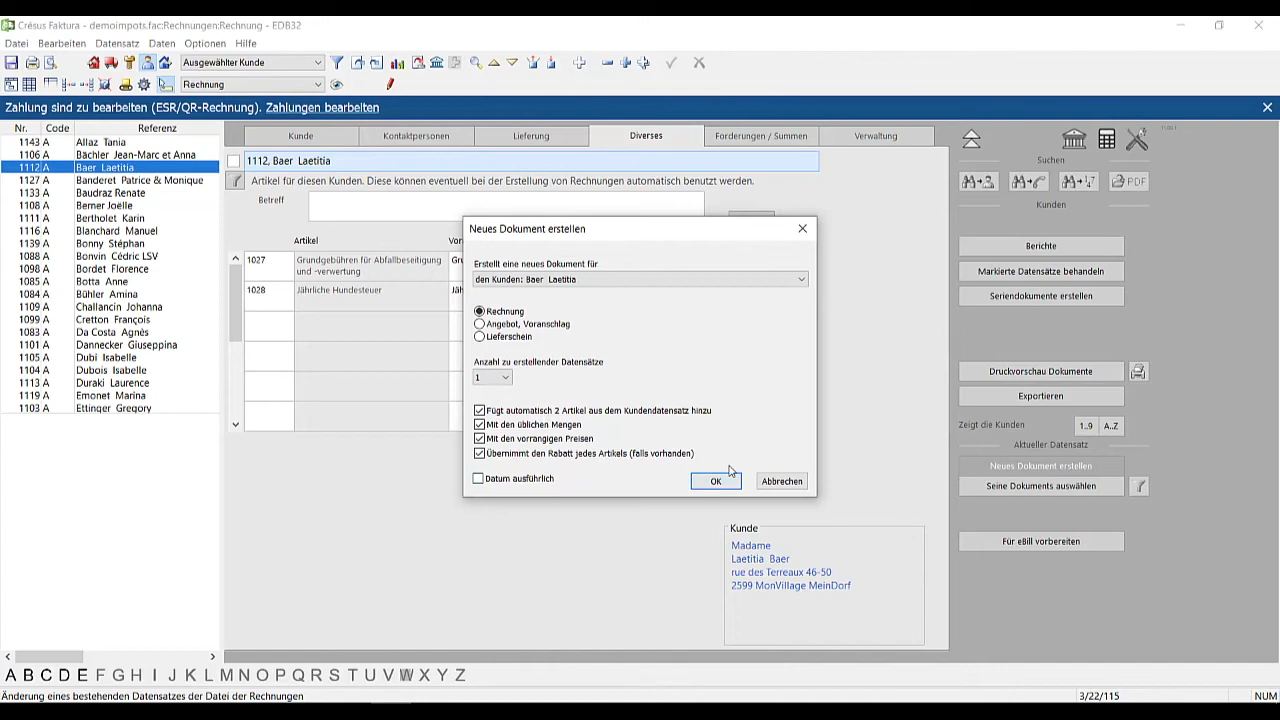 Crésus Faktura - demoimpots.fac:Rechnungen:Rechnung - EDB32
Datei Bearbeiten Datensatz Daten Optionen Hilfe
Ausgewählter Kunde
Rechnung
Zahlung sind zu bearbeiten (ESR/QR-Rechnung). Zahlungen bearbeiten
Nr. Code Referenz
1143 A Allaz Tania
1106 A Bächler Jean-Marc et Anna
1112 A Baer Laetitia
1127 A Banderet Patrice & Monique
1133 A Baudraz Renate
1108 A Berner Joëlle
1111 A Bertholet Karin
1116 A Blanchard Manuel
1139 A Bonny Stéphan
1088 A Bonvin Cédric LSV
1098 A Bordet Florence
1085 A Botta Anne
1084 A Bühler Amina
1109 A Challancin Johanna
1099 A Cretton François
1083 A Da Costa Agnès
1101 A Dannecker Giuseppina
1105 A Dubi Isabelle
1104 A Dubois Isabelle
1113 A Duraki Laurence
1119 A Emonet Marina
1103 A Ettinger Gregory
Kunde Kontaktpersonen Lieferung Diverses Forderungen / Summen Verwaltung
1112, Baer Laetitia
Artikel für diesen Kunden. Diese können eventuell bei der Erstellung von Rechnungen automatisch benutzt werden.
Betreff
Artikel
1027 Grundgebühren für Abfallbeseitigung
und -verwertung
1028 Jährliche Hundesteuer
Neues Dokument erstellen
Erstellt eine neues Dokument für
den Kunden: Baer Laetitia
Rechnung
Angebot, Voranschlag
Lieferschein
Anzahl zu erstellender Datensätze
1
Fügt automatisch 2 Artikel aus dem Kundendatensatz hinzu
Mit den üblichen Mengen
Mit den vorrangigen Preisen
Übernimmt den Rabatt jedes Artikels (falls vorhanden)
Datum ausführlich
OK Abbrechen
Kunde
Madame
Laetitia Baer
rue des Terreaux 46-50
2599 MonVillage MeinDorf
Suchen
PDF
Kunden
Berichte
Markierte Datensätze behandeln
Seriendokumente erstellen
Druckvorschau Dokumente
Exportieren
Zeigt die Kunden 1..9 A..Z
Aktueller Datensatz
Neues Dokument erstellen
Seine Dokuments auswählen
Für eBill vorbereiten
A B C D E F G H I J K L M N O P Q R S T U V W X Y Z
Änderung eines bestehenden Datensatzes der Datei der Rechnungen
3/22/115 NUM